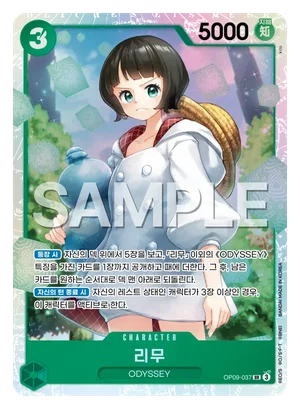 3
5000
지혜
知
SAMPLE
등장 시 자신의 덱 위에서 5장을 보고, 「리무」 이외의 《ODYSSEY》
특징을 가진 카드를 1장까지 공개하고 패에 더한다. 그 후, 남은
카드를 원하는 순서대로 덱 맨 아래로 되돌린다.
자신의 턴 종료 시 자신의 레스트 상태인 캐릭터가 3장 이상인 경우,
이 캐릭터를 액티브로 한다.
CHARACTER
리무
ODYSSEY
OP09-037 SR 3